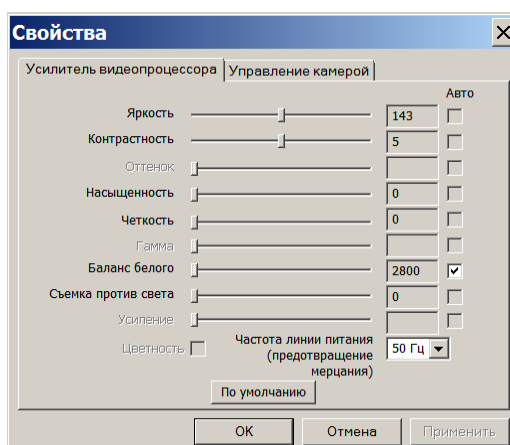 Свойства
Усилитель видеопроцессора Управление камерой
Авто
Яркость 143
Контрастность 5
Оттенок
Насыщенность 0
Четкость 0
Гамма
Баланс белого 2800
Съемка против света 0
Усиление
Цветность Частота линии питания 50 Гц
(предотвращение
мерцания)
По умолчанию
OK Отмена Применить